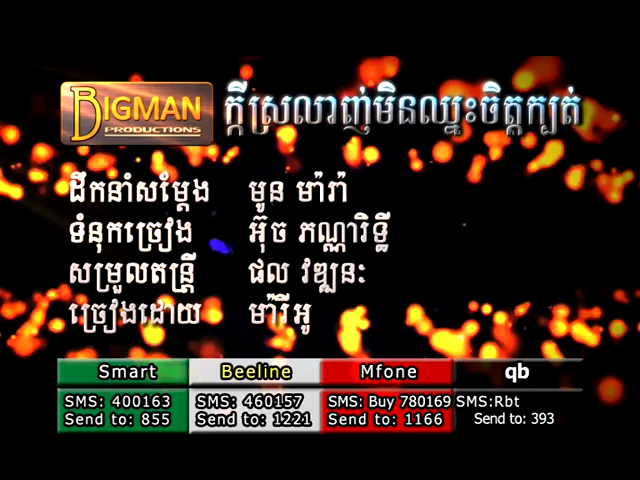 BIGMAN
PRODUCTIONS
ក្ដីស្រលាញ់មិនឈ្នះចិត្តក្បត់
ដឹកនាំសម្ដែង មូន ម៉ារ៉ា
ទំនុកច្រៀង អ៊ុច ភណ្ណារិទ្ធី
សម្រួលតន្ត្រី ផល វឌ្ឍនៈ
ច្រៀងដោយ ម៉ារីអូ
Smart Beeline Mfone qb
SMS: 400163 SMS: 460157 SMS: Buy 780169 SMS:Rbt
Send to: 855 Send to: 1221 Send to: 1166 Send to: 393